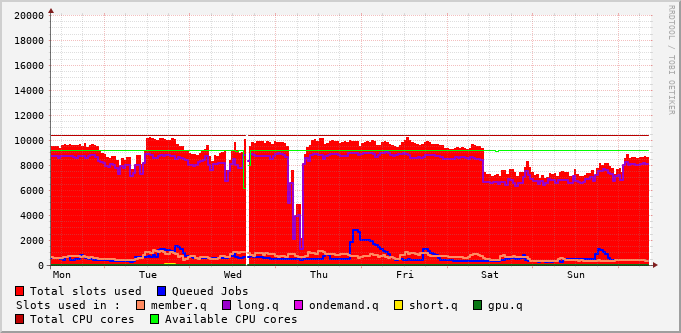 20000
18000
16000
14000
12000
10000
8000
6000
4000
2000
0
Mon Tue Wed Thu Fri Sat Sun
RRDTOOL / TOBI OETIKER
Total slots used Queued Jobs
Slots used in : member.q long.q ondemand.q short.q gpu.q
Total CPU cores Available CPU cores